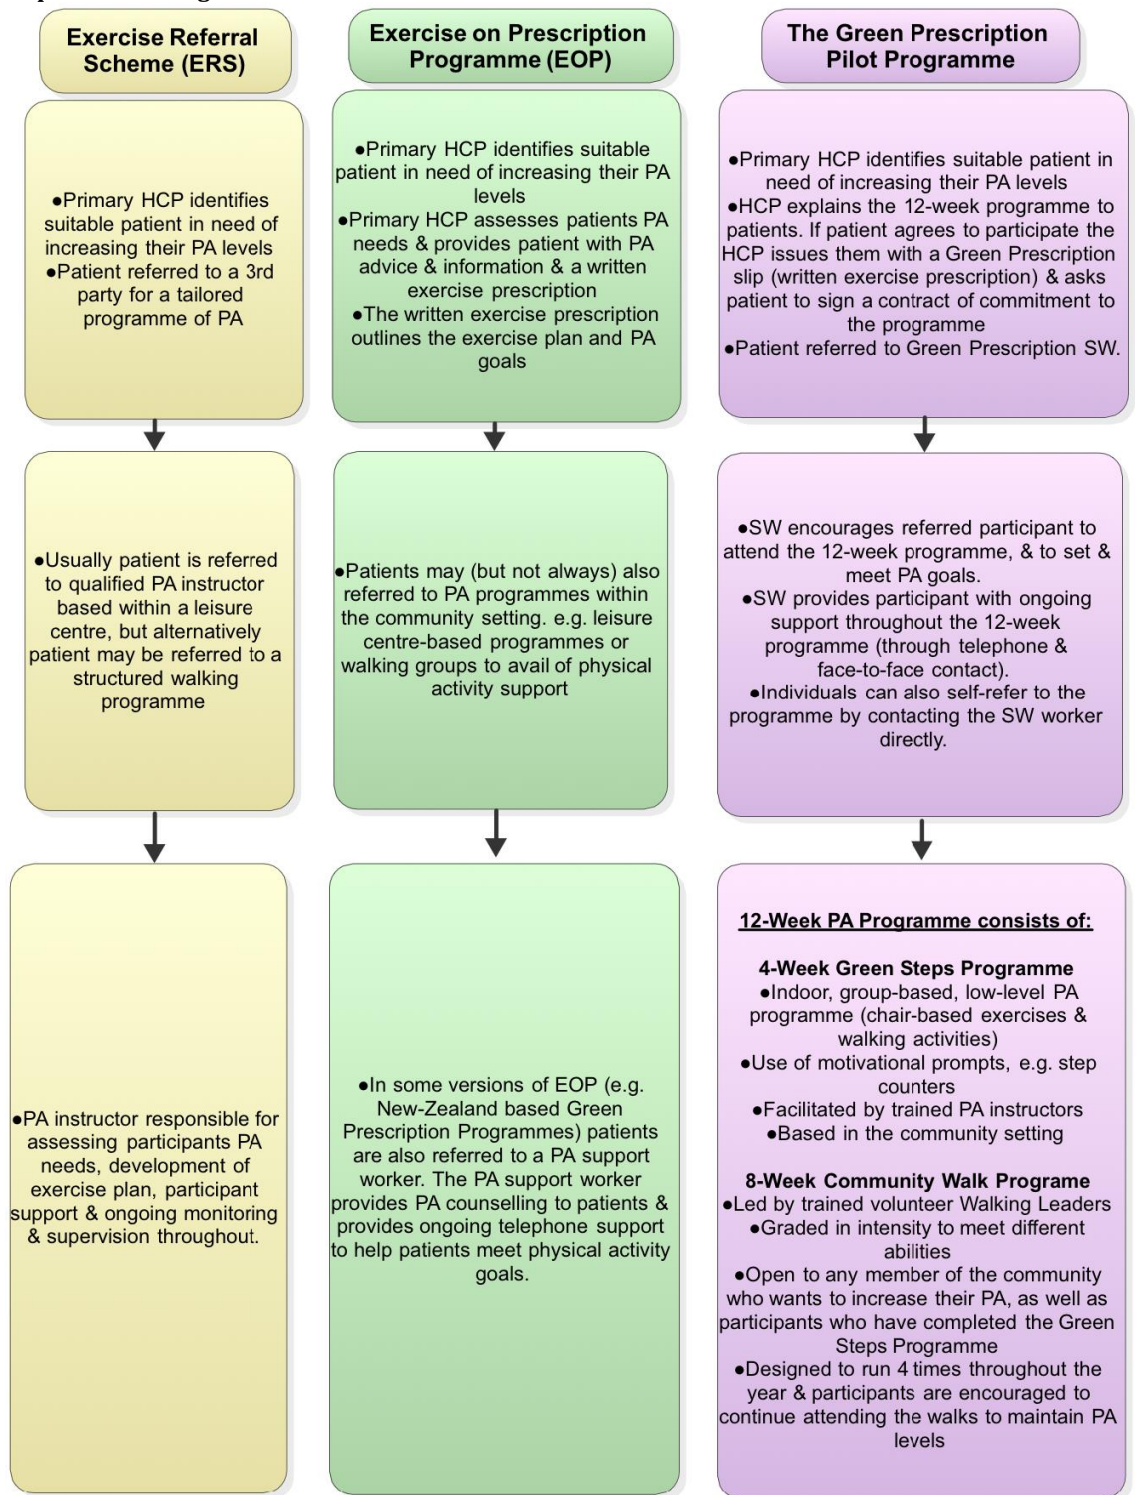 Exercise Referral
Scheme (ERS)
●Primary HCP identifies
suitable patient in need of
increasing their PA levels
●Patient referred to a 3rd
party for a tailored
programme of PA
●Usually patient is referred
to qualified PA instructor
based within a leisure
centre, but alternatively
patient may be referred to a
structured walking
programme
●PA instructor responsible for
assessing participants PA
needs, development of
exercise plan, participant
support & ongoing monitoring
& supervision throughout.
Exercise on Prescription
Programme (EOP)
●Primary HCP identifies suitable
patient in need of increasing their PA
levels
●Primary HCP assesses patients PA
needs & provides patient with PA
advice & information & a written
exercise prescription
●The written exercise prescription
outlines the exercise plan and PA
goals
●Patients may (but not always) also
referred to PA programmes within
the community setting. e.g. leisure
centre-based programmes or
walking groups to avail of physical
activity support
●In some versions of EOP (e.g.
New-Zealand based Green
Prescription Programmes) patients
are also referred to a PA support
worker. The PA support worker
provides PA counselling to patients &
provides ongoing telephone support
to help patients meet physical activity
goals.
The Green Prescription
Pilot Programme
●Primary HCP identifies suitable patient in
need of increasing their PA levels
●HCP explains the 12-week programme to
patients. If patient agrees to participate the
HCP issues them with a Green Prescription
slip (written exercise prescription) & asks
patient to sign a contract of commitment to
the programme
●Patient referred to Green Prescription SW.
●SW encourages referred participant to
attend the 12-week programme, & to set &
meet PA goals.
●SW provides participant with ongoing
support throughout the 12-week
programme (through telephone &
face-to-face contact).
●Individuals can also self-refer to the
programme by contacting the SW worker
directly.
12-Week PA Programme consists of:
4-Week Green Steps Programme
●Indoor, group-based, low-level PA
programme (chair-based exercises &
walking activities)
●Use of motivational prompts, e.g. step
counters
●Facilitated by trained PA instructors
●Based in the community setting
8-Week Community Walk Programe
●Led by trained volunteer Walking Leaders
●Graded in intensity to meet different
abilities
●Open to any member of the community
who wants to increase their PA, as well as
participants who have completed the Green
Steps Programme
●Designed to run 4 times throughout the
year & participants are encouraged to
continue attending the walks to maintain PA
levels